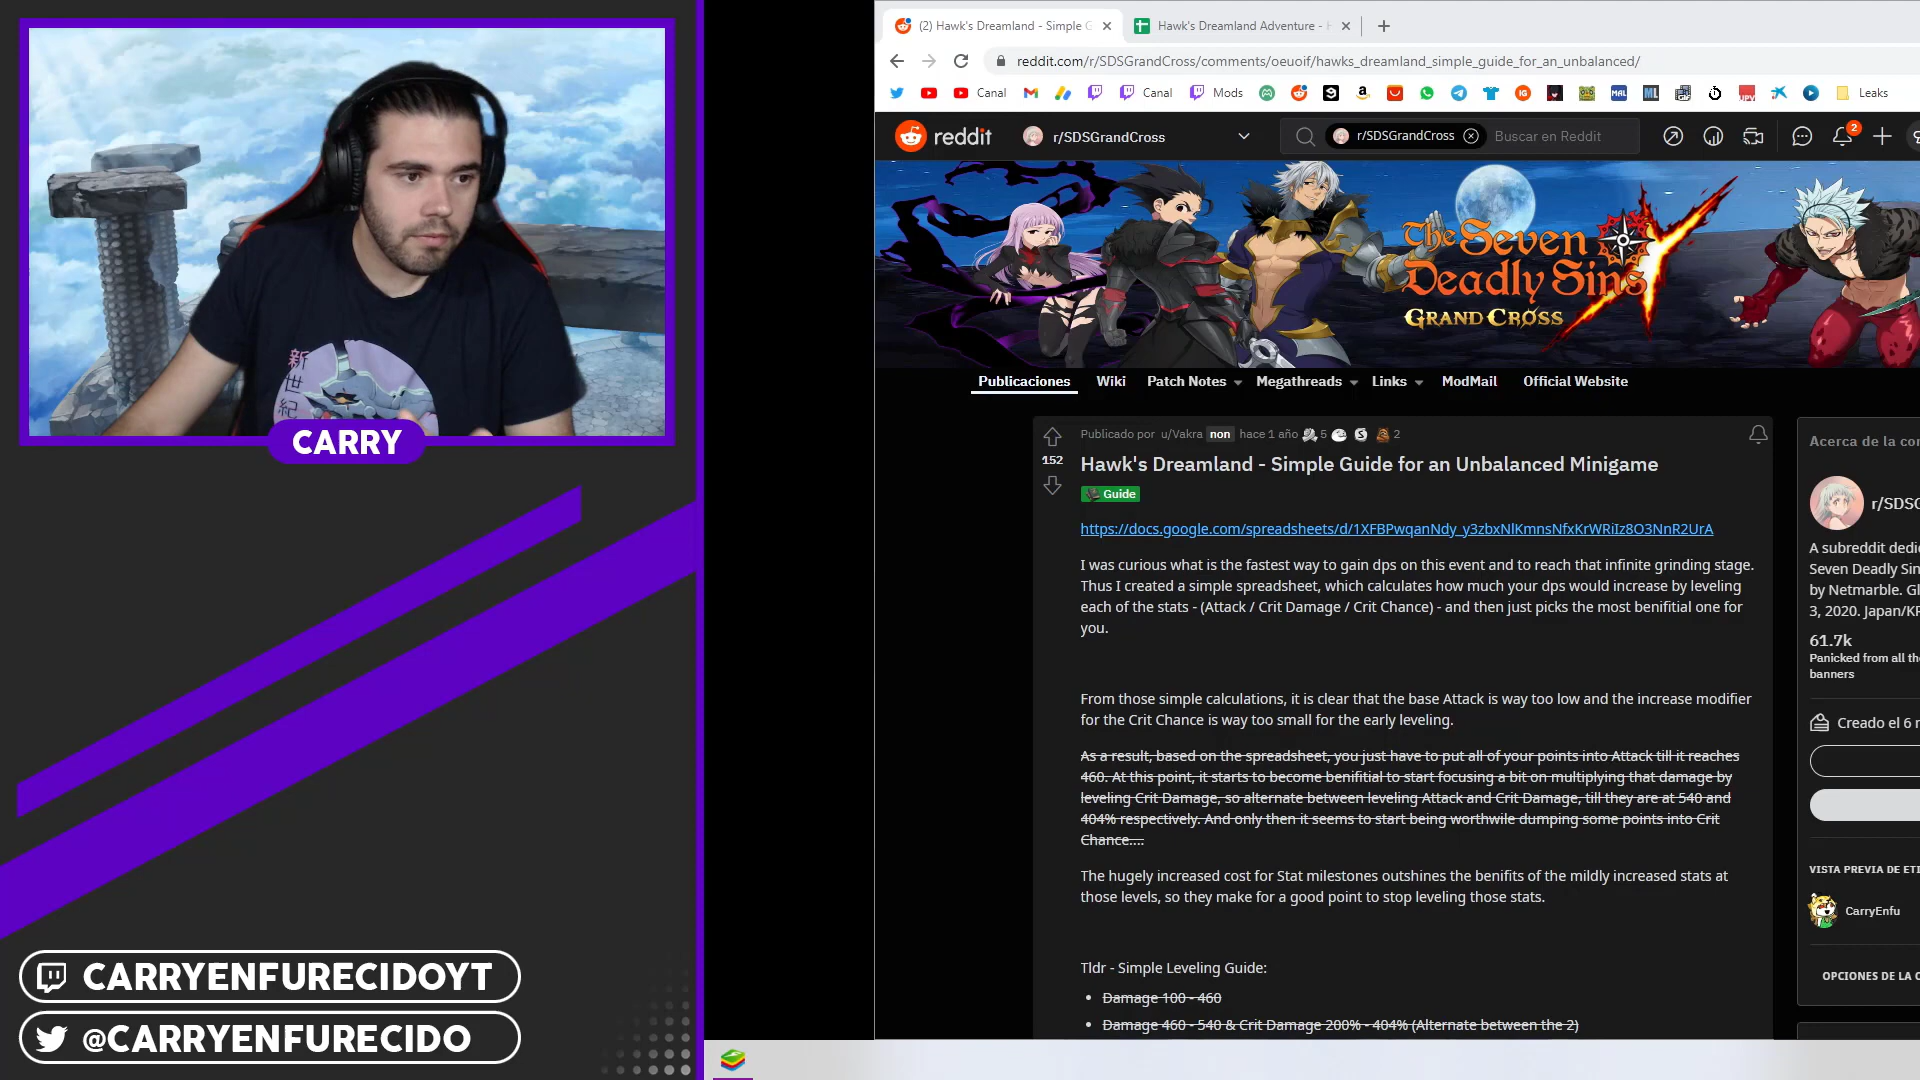 新世紀
CARRY
CARRYENFURECIDOYT
@CARRYENFURECIDO
(2) Hawk's Dreamland - Simple G
Hawk's Dreamland Adventure -
reddit.com/r/SDSGrandCross/comments/oeuoif/hawks_dreamland_simple_guide_for_an_unbalanced/
Canal
Canal
Mods
Leaks
reddit
r/SDSGrandCross
r/SDSGrandCross
Buscar en Reddit
2
The Seven
Deadly Sins
GRAND CROSS
Publicaciones
Wiki
Patch Notes
Megathreads
Links
ModMail
Official Website
Publicado por u/Vakra non hace 1 año 5 2
152
Hawk's Dreamland - Simple Guide for an Unbalanced Minigame
Guide
https://docs.google.com/spreadsheets/d/1XFBPwqanNdy_y3zbxNlKmnsNfxKrWRiIz8O3NnR2UrA
I was curious what is the fastest way to gain dps on this event and to reach that infinite grinding stage.
Thus I created a simple spreadsheet, which calculates how much your dps would increase by leveling
each of the stats - (Attack / Crit Damage / Crit Chance) - and then just picks the most benifitial one for
you.
From those simple calculations, it is clear that the base Attack is way too low and the increase modifier
for the Crit Chance is way too small for the early leveling.
As a result, based on the spreadsheet, you just have to put all of your points into Attack till it reaches
460. At this point, it starts to become benifitial to start focusing a bit on multiplying that damage by
leveling Crit Damage, so alternate between leveling Attack and Crit Damage, till they are at 540 and
404% respectively. And only then it seems to start being worthwile dumping some points into Crit
Chance....
The hugely increased cost for Stat milestones outshines the benifits of the mildly increased stats at
those levels, so they make for a good point to stop leveling those stats.
Tldr - Simple Leveling Guide:
• Damage 100 - 460
• Damage 460 - 540 & Crit Damage 200% - 404% (Alternate between the 2)
Acerca de la co
r/SDSG
A subreddit dedi
Seven Deadly Sin
by Netmarble. Gl
3, 2020. Japan/KR
61.7k
Panicked from all the
banners
Creado el 6
VISTA PREVIA DE ETI
CarryEnfu
OPCIONES DE LA C